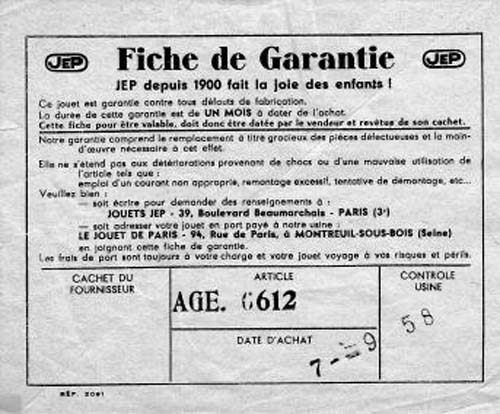 JEP Fiche de Garantie JEP
JEP depuis 1900 fait la joie des enfants !
Ce jouet est garantie contre tous défauts de fabrication.
La durée de cette garantie est de UN MOIS à dater de l'achat.
Cette fiche pour être valable, doit donc être datée par le vendeur et revêtue de son cachet.
Notre garantie comprend le remplacement à titre gracieux des pièces défectueuses et la main-
d'œuvre nécessaire à cet effet.
Elle ne s'étend pas aux détériorations provenant de chocs ou d'une mauvaise utilisation de
l'article tels que :
emploi d'un courant non approprié, remontage excessif, tentative de démontage, etc...
Veuillez bien :
— soit écrire pour demander des renseignements à :
JOUETS JEP - 39, Boulevard Beaumarchais - PARIS (3e)
— soit adresser votre jouet en port payé à notre usine :
LE JOUET DE PARIS - 94, Rue de Paris, à MONTREUIL-SOUS-BOIS (Seine)
en joignant cette fiche de garantie.
Les frais de port sont toujours à votre charge et votre jouet voyage à vos risques et périls.
CACHET DU
FOURNISSEUR
ARTICLE
AGE. 6612
DATE D'ACHAT
CONTROLE
USINE
58
RÉF. 2061